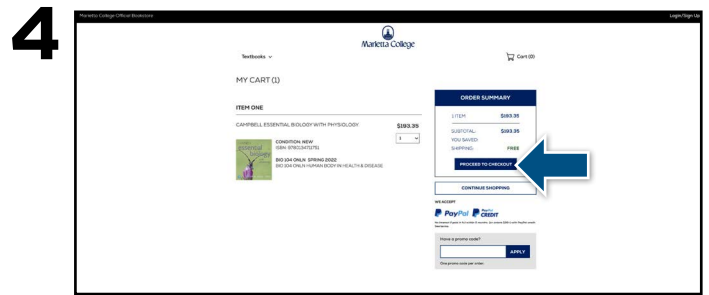 4
Marietta College Official Bookstore
Login/Sign Up
Marietta College
Textbooks
Cart (0)
MY CART (1)
ITEM ONE
CAMPBELL ESSENTIAL BIOLOGY WITH PHYSIOLOGY
$193.35
1
essential
biology
CONDITION: NEW
BIO 104 ONLN SPRING 2022
BIO 104 ONLN HUMAN BODY IN HEALTH & DISEASE
ORDER SUMMARY
1 ITEM $193.35
SUBTOTAL: $193.35
YOU SAVED:
SHIPPING: FREE
PROCEED TO CHECKOUT
CONTINUE SHOPPING
WE ACCEPT
PayPal PayPal CREDIT
Have a promo code?
APPLY
One promo code per order.